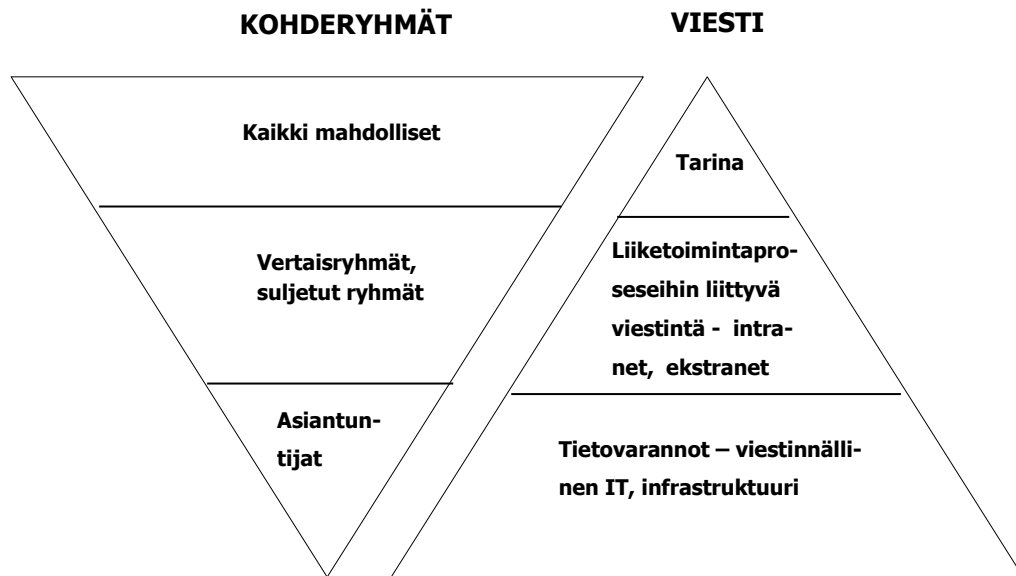 KOHDERYHMÄT
VIESTI
Kaikki mahdolliset
Tarina
Vertaisryhmät,
suljetut ryhmät
Liiketoimintapro-
seseihin liittyvä
viestintä - intra-
net, ekstranet
Asiantun-
tijat
Tietovarannot – viestinnälli-
nen IT, infrastruktuuri